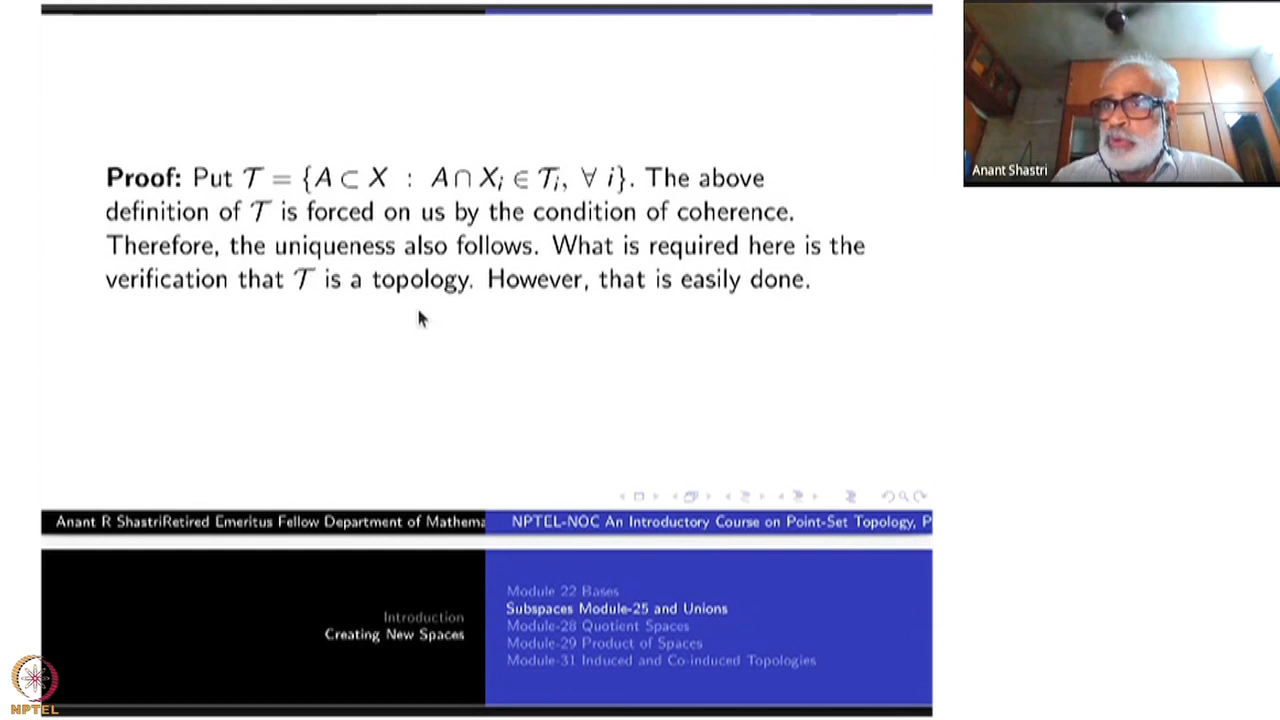 Proof: Put 𝒯 = {A ⊂ X : A ∩ Xᵢ ∈ 𝒯ᵢ, ∀ i}. The above
definition of 𝒯 is forced on us by the condition of coherence.
Therefore, the uniqueness also follows. What is required here is the
verification that 𝒯 is a topology. However, that is easily done.
Anant Shastri
Anant R ShastriRetired Emeritus Fellow Department of Mathema
NPTEL-NOC An Introductory Course on Point-Set Topology, P
Introduction
Creating New Spaces
Module 22 Bases
Subspaces Module-25 and Unions
Module-28 Quotient Spaces
Module-29 Product of Spaces
Module-31 Induced and Co-induced Topologies
NPTEL